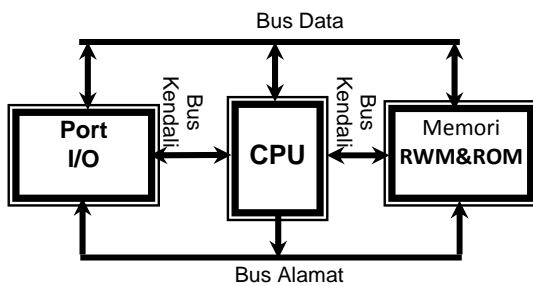 Bus Data
Bus
Kendali
Bus
Kendali
Port
I/O
CPU
Memori
RWM&ROM
Bus Alamat